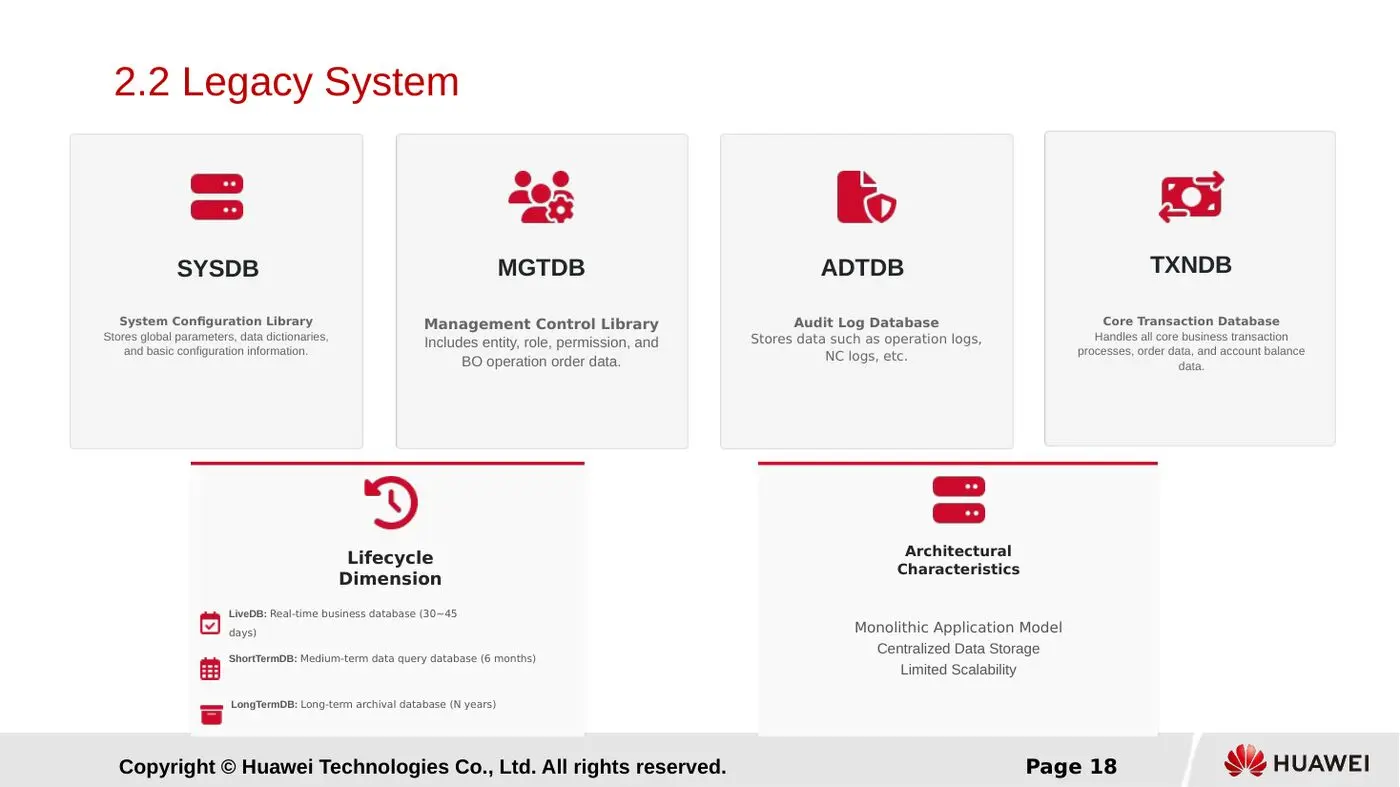 2.2 Legacy System
SYSDB
System Configuration Library
Stores global parameters, data dictionaries,
and basic configuration information.
MGTDB
Management Control Library
Includes entity, role, permission, and
BO operation order data.
ADTDB
Audit Log Database
Stores data such as operation logs,
NC logs, etc.
TXNDB
Core Transaction Database
Handles all core business transaction
processes, order data, and account balance
data.
Lifecycle
Dimension
LiveDB: Real-time business database (30~45
days)
ShortTermDB: Medium-term data query database (6 months)
LongTermDB: Long-term archival database (N years)
Architectural
Characteristics
Monolithic Application Model
Centralized Data Storage
Limited Scalability
Copyright © Huawei Technologies Co., Ltd. All rights reserved.
Page 18
HUAWEI